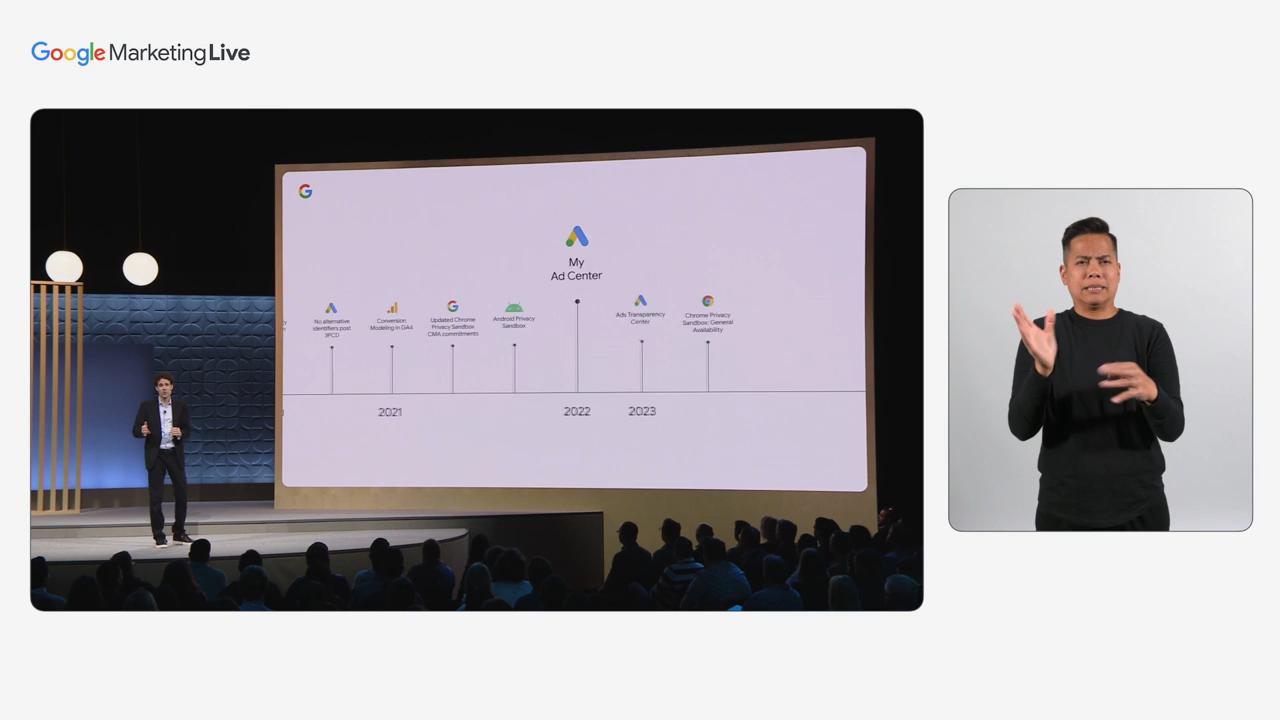 Google Marketing Live
G
My
Ad Center
No alternative
identifiers post
3PCD
Conversion
Modeling in GA4
Updated Chrome
Privacy Sandbox
CMA commitments
Android Privacy
Sandbox
Ads Transparency
Center
Chrome Privacy
Sandbox: General
Availability
2021
2022
2023